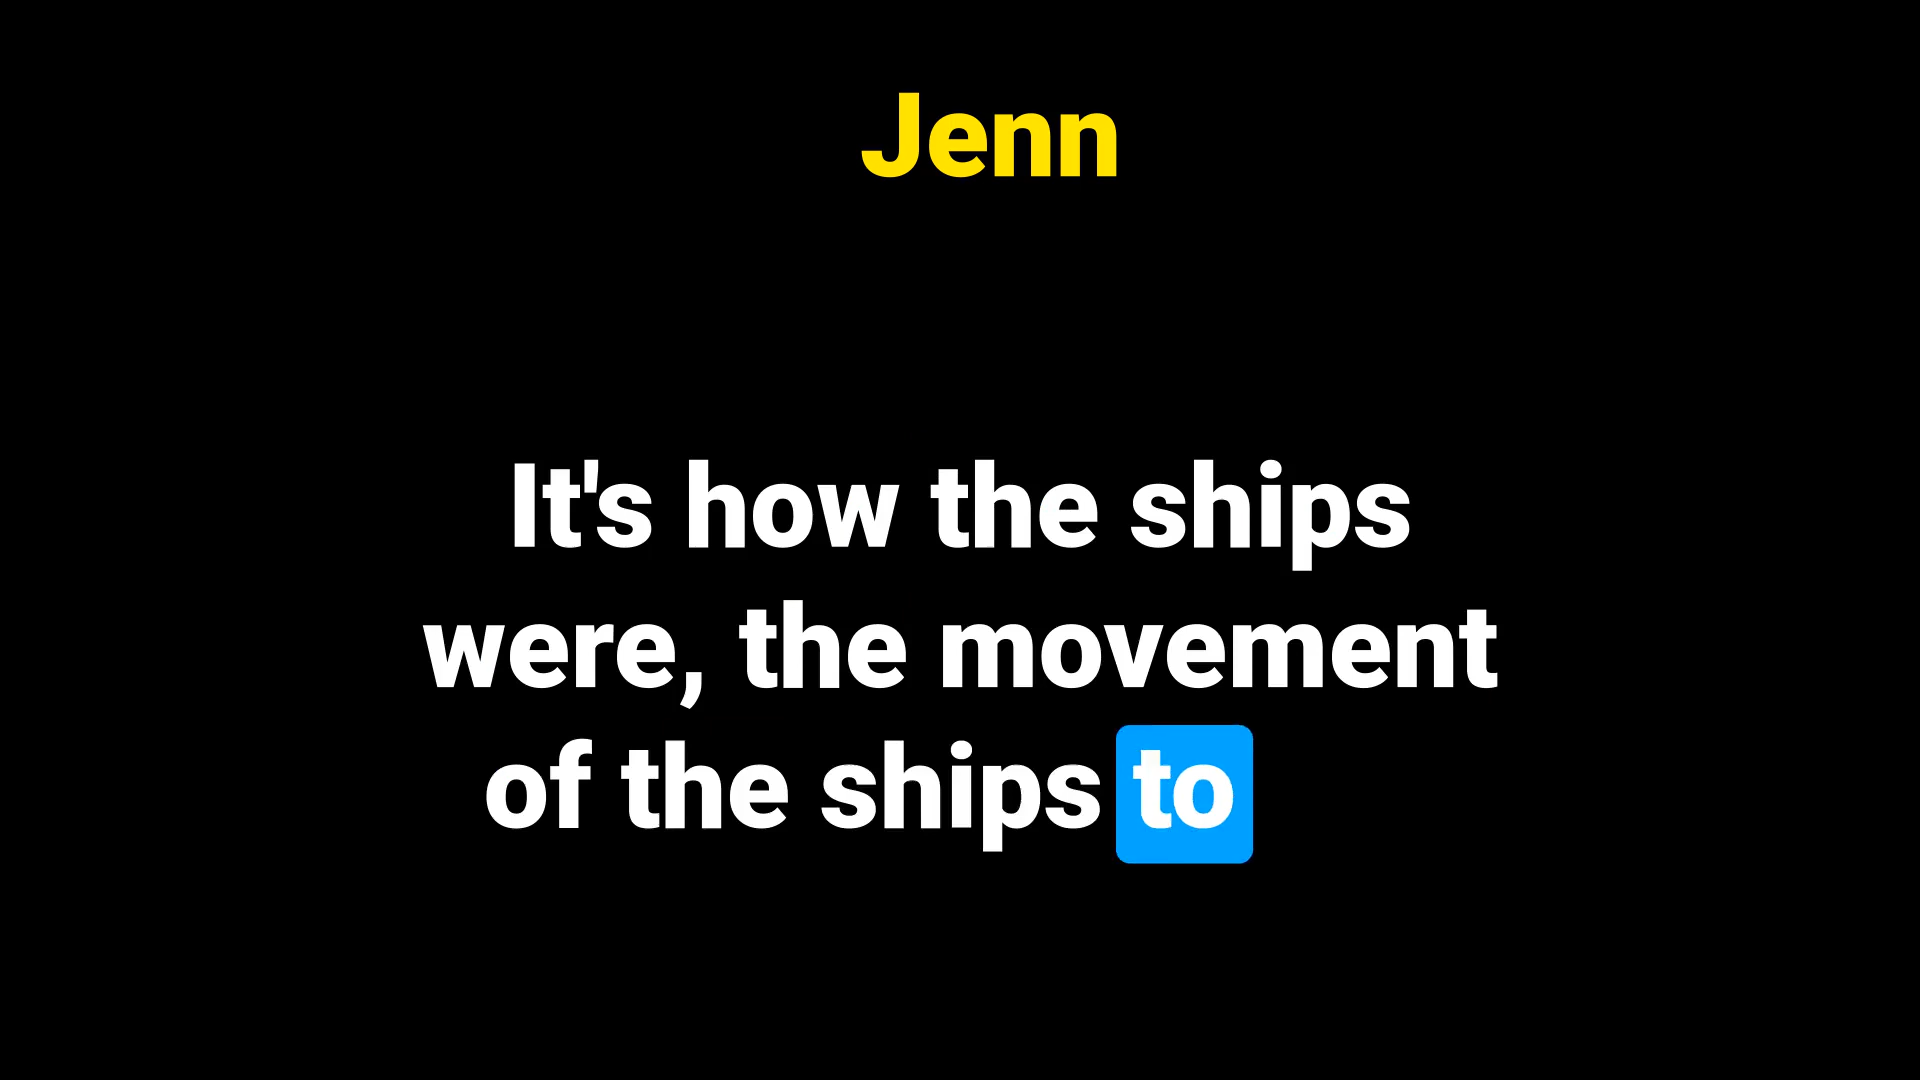 Jenn
It's how the ships
were, the movement
of the ships to